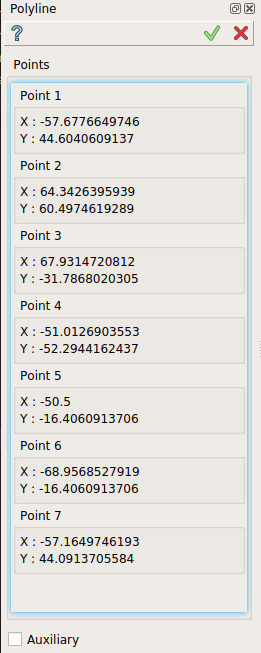 Polyline
?
Points
Point 1
X : -57.6776649746
Y : 44.6040609137
Point 2
X : 64.3426395939
Y : 60.4974619289
Point 3
X : 67.9314720812
Y : -31.7868020305
Point 4
X : -51.0126903553
Y : -52.2944162437
Point 5
X : -50.5
Y : -16.4060913706
Point 6
X : -68.9568527919
Y : -16.4060913706
Point 7
X : -57.1649746193
Y : 44.0913705584
Auxiliary